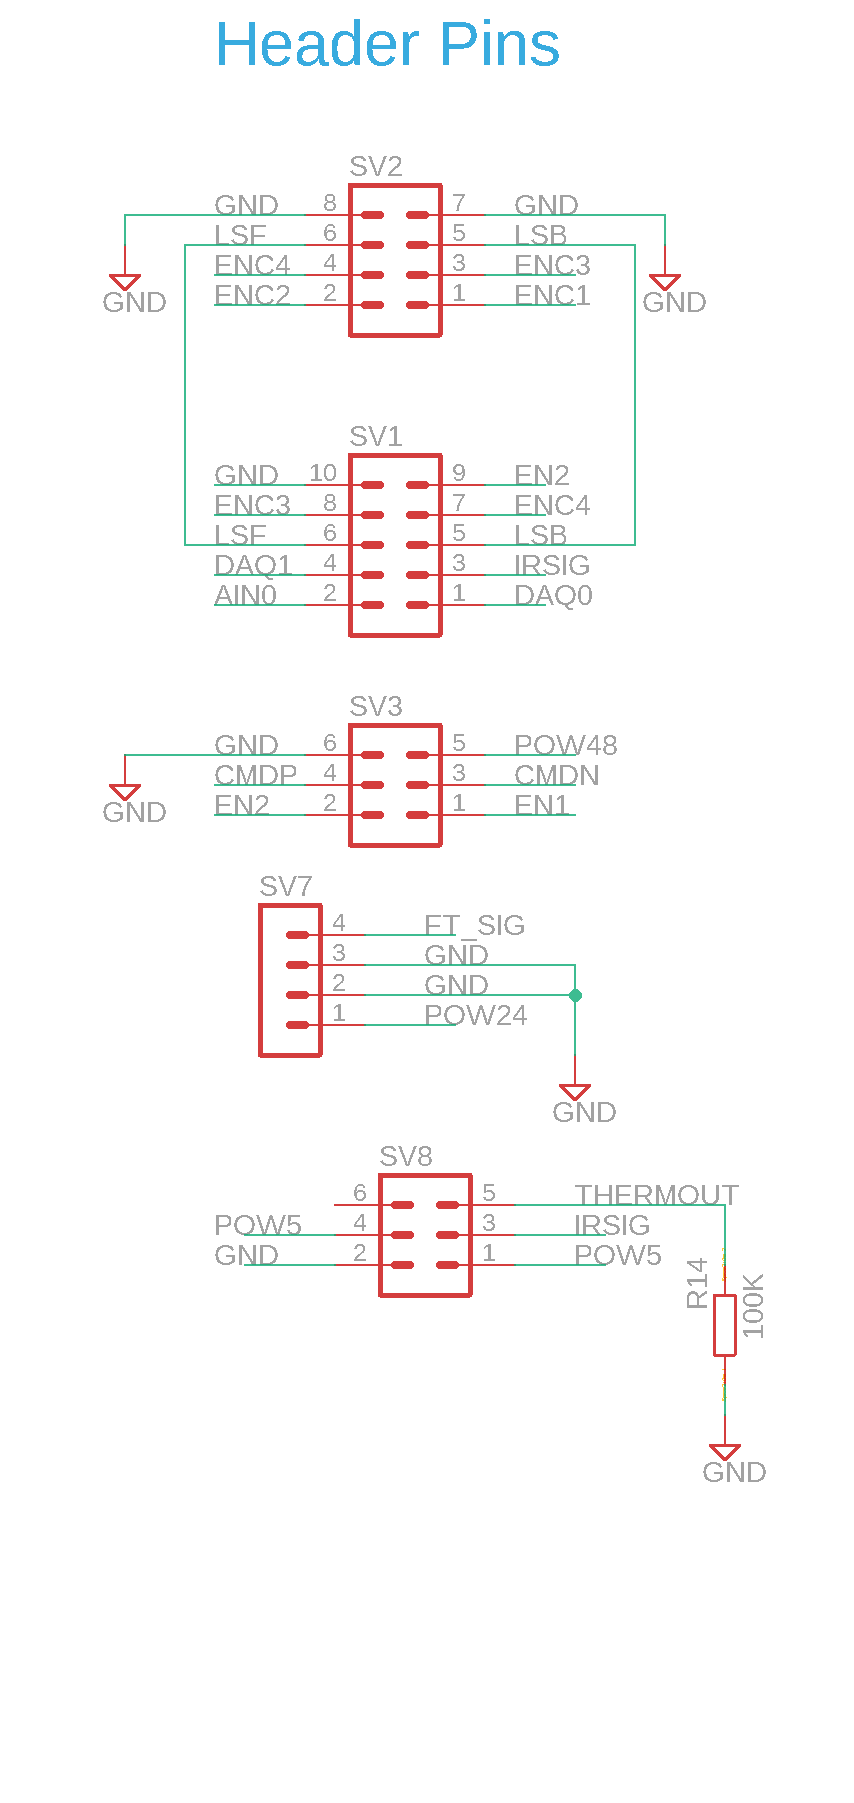 Header Pins
SV2
GND 8 7 GND
LSF 6 5 LSB
ENC4 4 3 ENC3
ENC2 2 1 ENC1
GND GND
SV1
GND 10 9 EN2
ENC3 8 7 ENC4
LSF 6 5 LSB
DAQ1 4 3 IRSIG
AIN0 2 1 DAQ0
SV3
GND 6 5 POW48
CMDP 4 3 CMDN
EN2 2 1 EN1
GND
SV7
4 FT_SIG
3 GND
2 GND
1 POW24
GND
SV8
6 5 THERMOUT
POW5 4 3 IRSIG
GND 2 1 POW5
R14
100K
GND